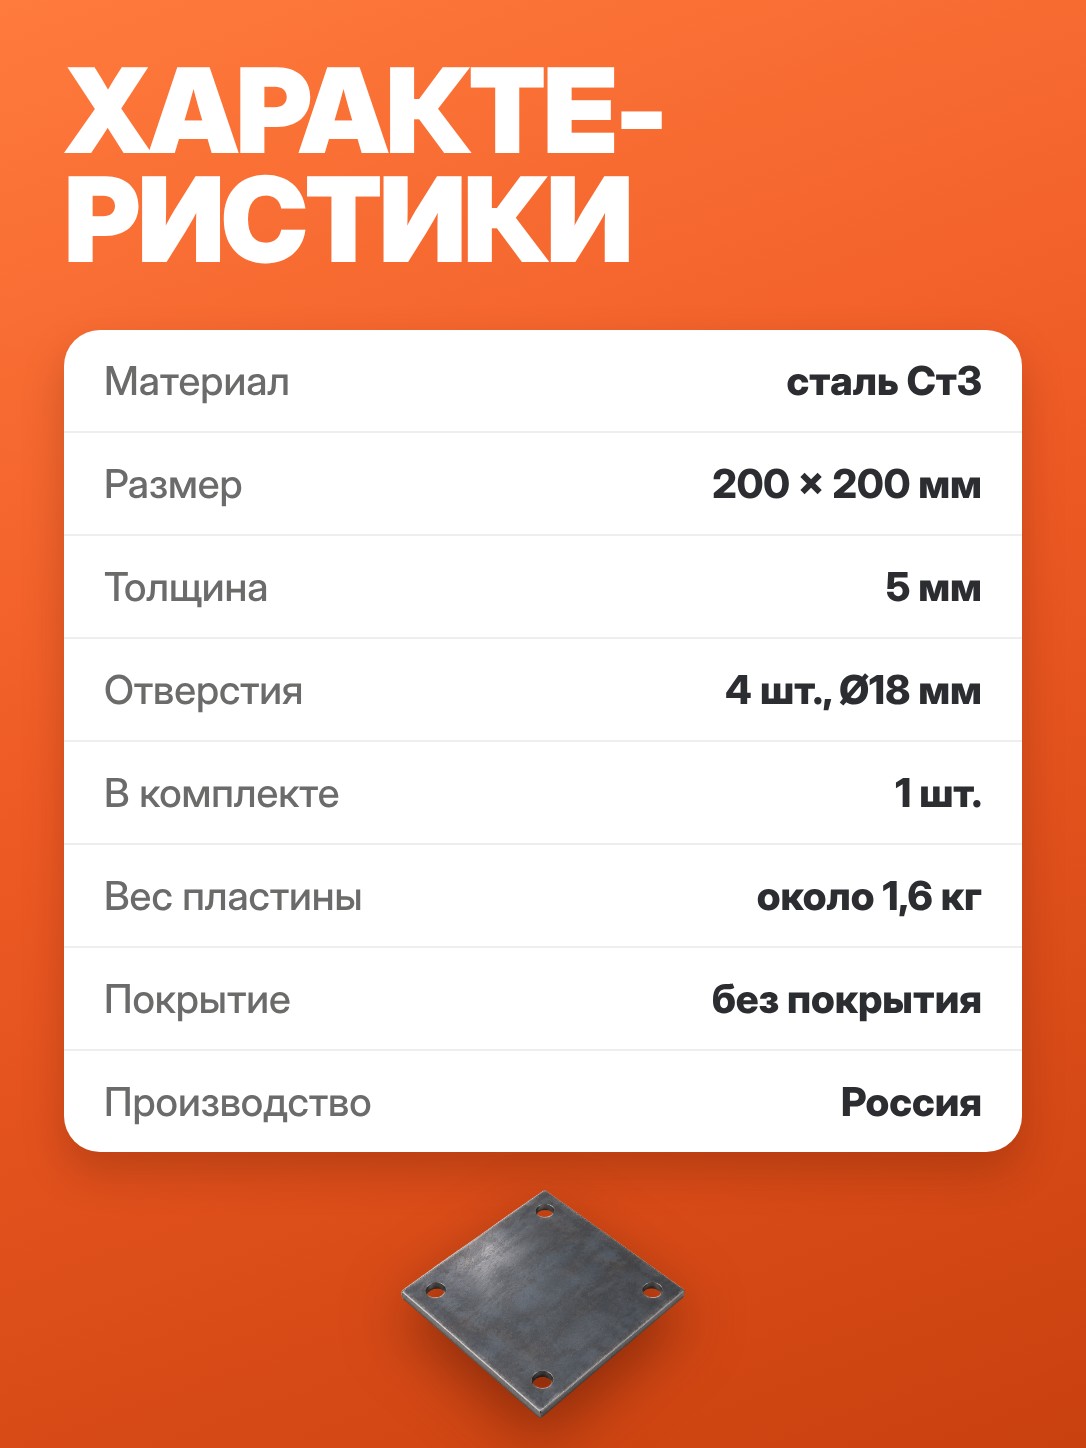 ХАРАКТЕ-
РИСТИКИ
Материал сталь Ст3
Размер 200 × 200 мм
Толщина 5 мм
Отверстия 4 шт., Ø18 мм
В комплекте 1 шт.
Вес пластины около 1,6 кг
Покрытие без покрытия
Производство Россия